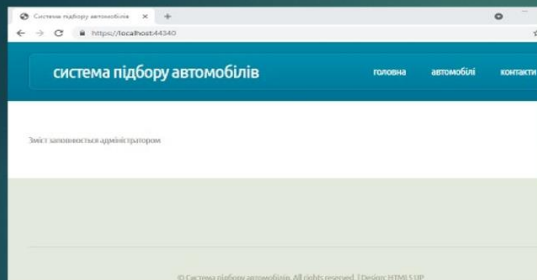 Система підбору автомобілів
https://localhost:44340
система підбору автомобілів
головна автомобілі контакти
Зміст заповнюється адміністратором
© Система підбору автомобілів. All rights reserved. | Design: HTML5 UP